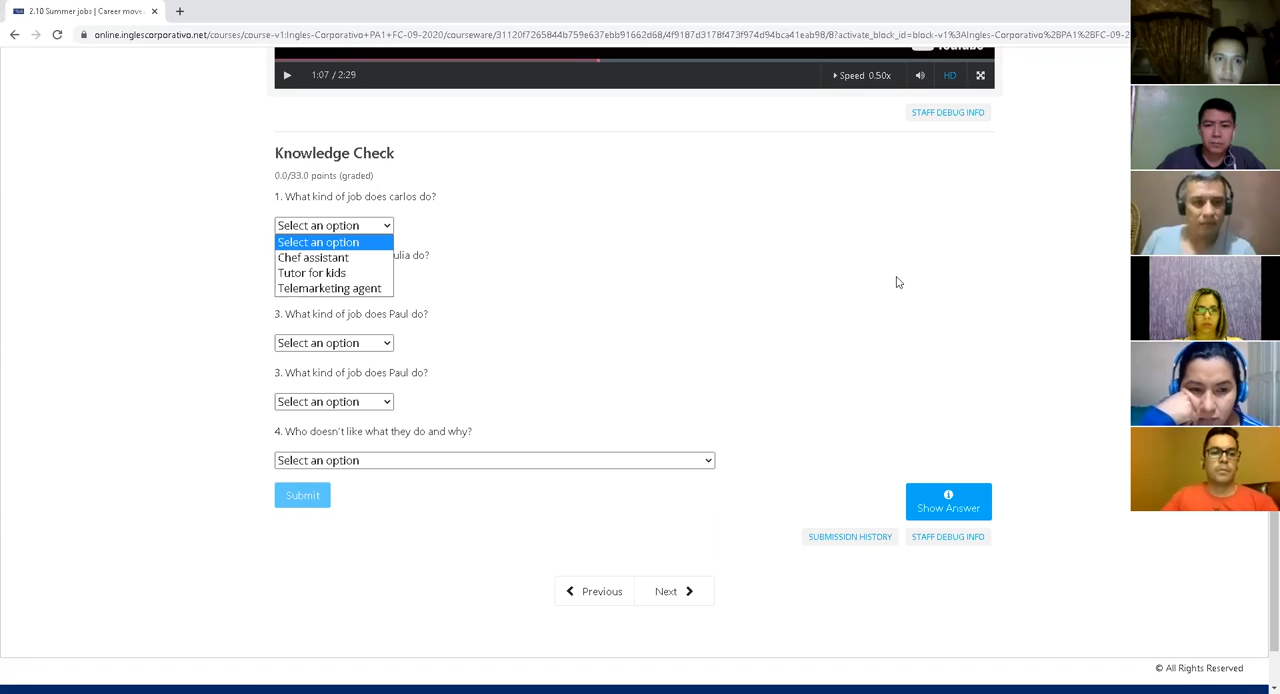 2.10 Summer jobs | Career move
online.inglescorporativo.net/courses/course-v1:Ingles-Corporativo+PA1+FC-09-2020/courseware/31120f7265844b759e637ebb91662d68/4f9187d3178f473f974d94bca41eab98/8?activate_block_id=block-v1%3AIngles-Corporativo%2BPA1%2BFC-09-2
1:07 / 2:29
Speed 0.50x
HD
STAFF DEBUG INFO
Knowledge Check
0.0/33.0 points (graded)
1. What kind of job does carlos do?
Select an option
Select an option
Chef assistant
ulia do?
Tutor for kids
Telemarketing agent
3. What kind of job does Paul do?
Select an option
3. What kind of job does Paul do?
Select an option
4. Who doesn't like what they do and why?
Select an option
Submit
Show Answer
SUBMISSION HISTORY
STAFF DEBUG INFO
Previous
Next
© All Rights Reserved